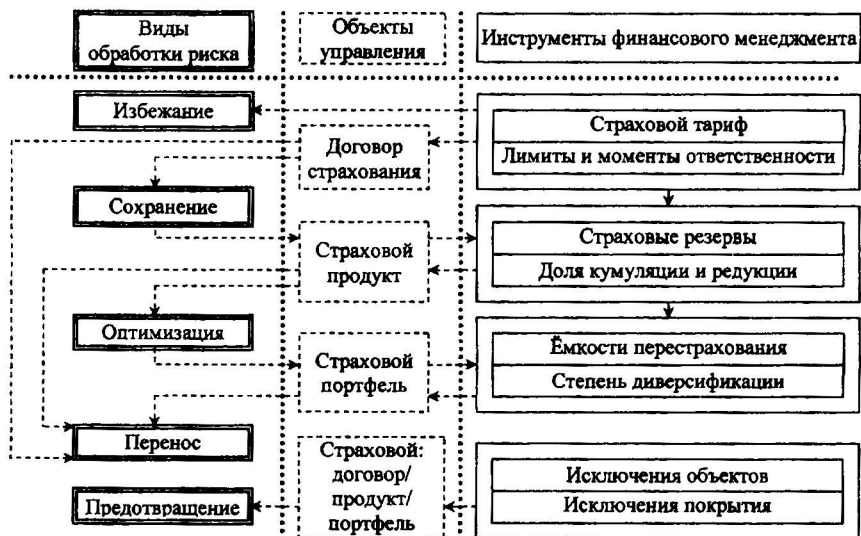 Виды
обработки риска
Объекты
управления
Инструменты финансового менеджмента
Избежание
Страховой тариф
Лимиты и моменты ответственности
Договор
страхования
Сохранение
Страховые резервы
Доля кумуляции и редукции
Страховой
продукт
Оптимизация
Ёмкости перестрахования
Степень диверсификации
Страховой
портфель
Перенос
Страховой:
договор/
продукт/
портфель
Исключения объектов
Исключения покрытия
Предотвращение